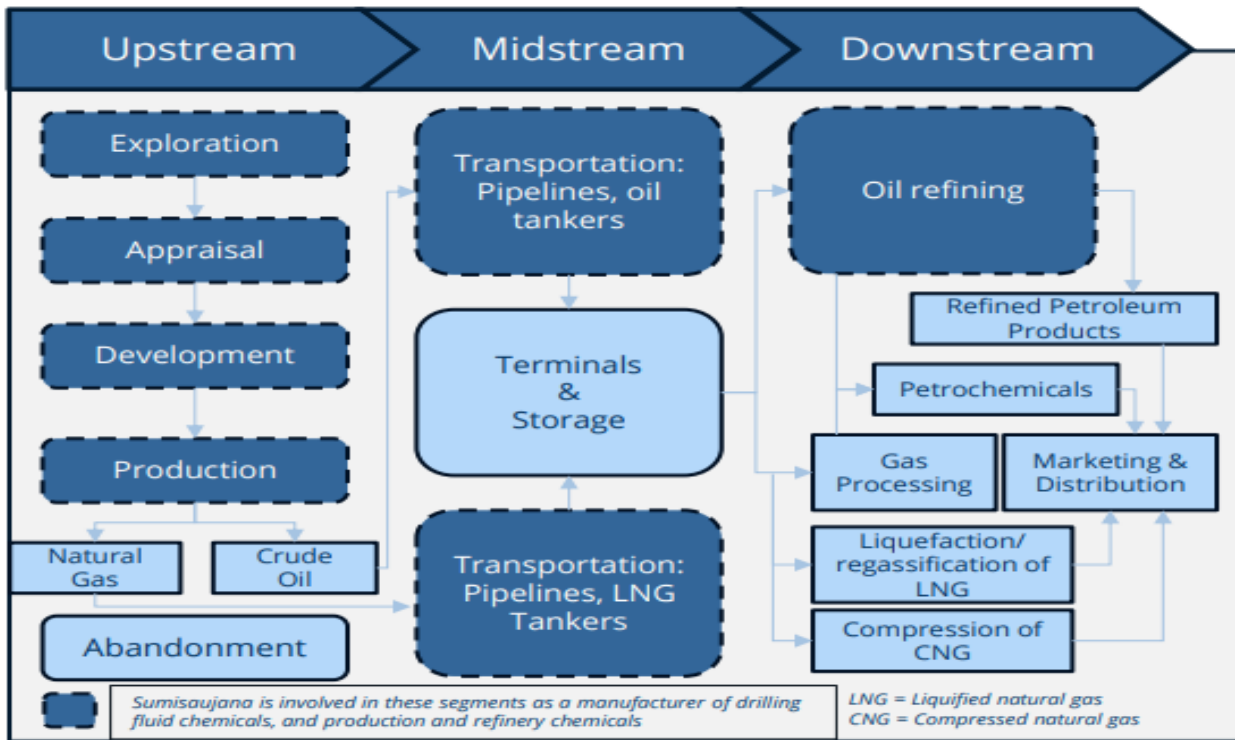 Upstream
Midstream
Downstream
Exploration
Appraisal
Development
Production
Natural
Gas
Crude
Oil
Abandonment
Transportation:
Pipelines, oil
tankers
Terminals
&
Storage
Transportation:
Pipelines, LNG
Tankers
Oil refining
Refined Petroleum
Products
Petrochemicals
Gas
Processing
Marketing &
Distribution
Liquefaction/
regassification of
LNG
Compression of
CNG
Sumisaujana is involved in these segments as a manufacturer of drilling
fluid chemicals, and production and refinery chemicals
LNG = Liquified natural gas
CNG = Compressed natural gas